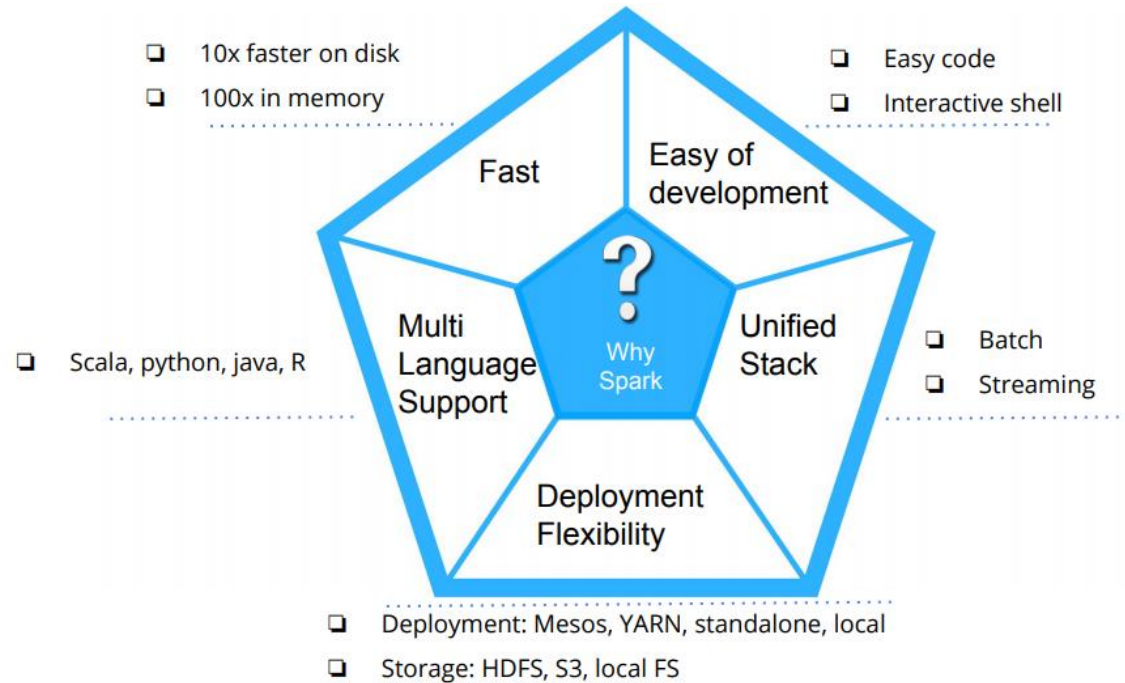 ❑ 10x faster on disk
❑ 100x in memory
❑ Easy code
❑ Interactive shell
Fast
Easy of
development
?
Why
Spark
Multi
Language
Support
Unified
Stack
❑ Scala, python, java, R
❑ Batch
❑ Streaming
Deployment
Flexibility
❑ Deployment: Mesos, YARN, standalone, local
❑ Storage: HDFS, S3, local FS